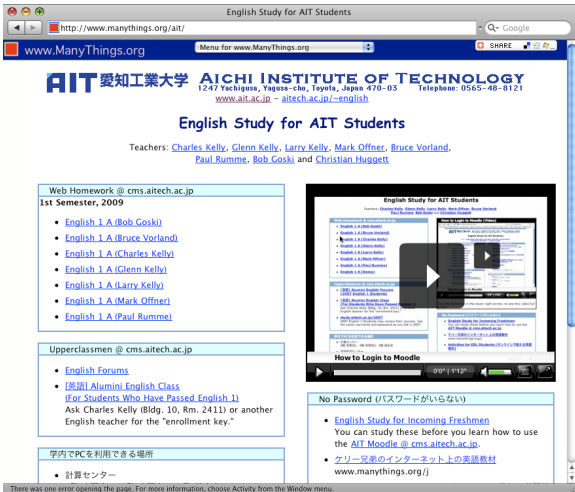 English Study for AIT Students
http://www.manythings.org/ait/
Google
www.ManyThings.org
Menu for www.ManyThings.org
SHARE
AIT 愛知工業大学 AICHI INSTITUTE OF TECHNOLOGY
1247 Yachigusa, Yagusa-cho, Toyota, Japan 470-03 Telephone: 0565-48-8121
www.ait.ac.jp – aitech.ac.jp/~english
English Study for AIT Students
Teachers: Charles Kelly, Glenn Kelly, Larry Kelly, Mark Offner, Bruce Vorland,
Paul Rumme, Bob Goski and Christian Huggett
Web Homework @ cms.aitech.ac.jp
1st Semester, 2009
English 1 A (Bob Goski)
English 1 A (Bruce Vorland)
English 1 A (Charles Kelly)
English 1 A (Glenn Kelly)
English 1 A (Larry Kelly)
English 1 A (Mark Offner)
English 1 A (Paul Rumme)
Upperclassmen @ cms.aitech.ac.jp
English Forums
[英語] Alumini English Class
(For Students Who Have Passed English 1)
Ask Charles Kelly (Bldg. 10, Rm. 2411) or another
English teacher for the "enrollment key."
学内でPCを利用できる場所
計算センター
English Study for AIT Students
How to Login to Moodle
0'00" | 1'12"
No Password (パスワードがいらない)
English Study for Incoming Freshmen
You can study these before you learn how to use
the AIT Moodle @ cms.aitech.ac.jp.
ケリー兄弟のインターネット上の英語教材
www.manythings.org/j
There was one error opening the page. For more information, choose Activity from the Window menu.